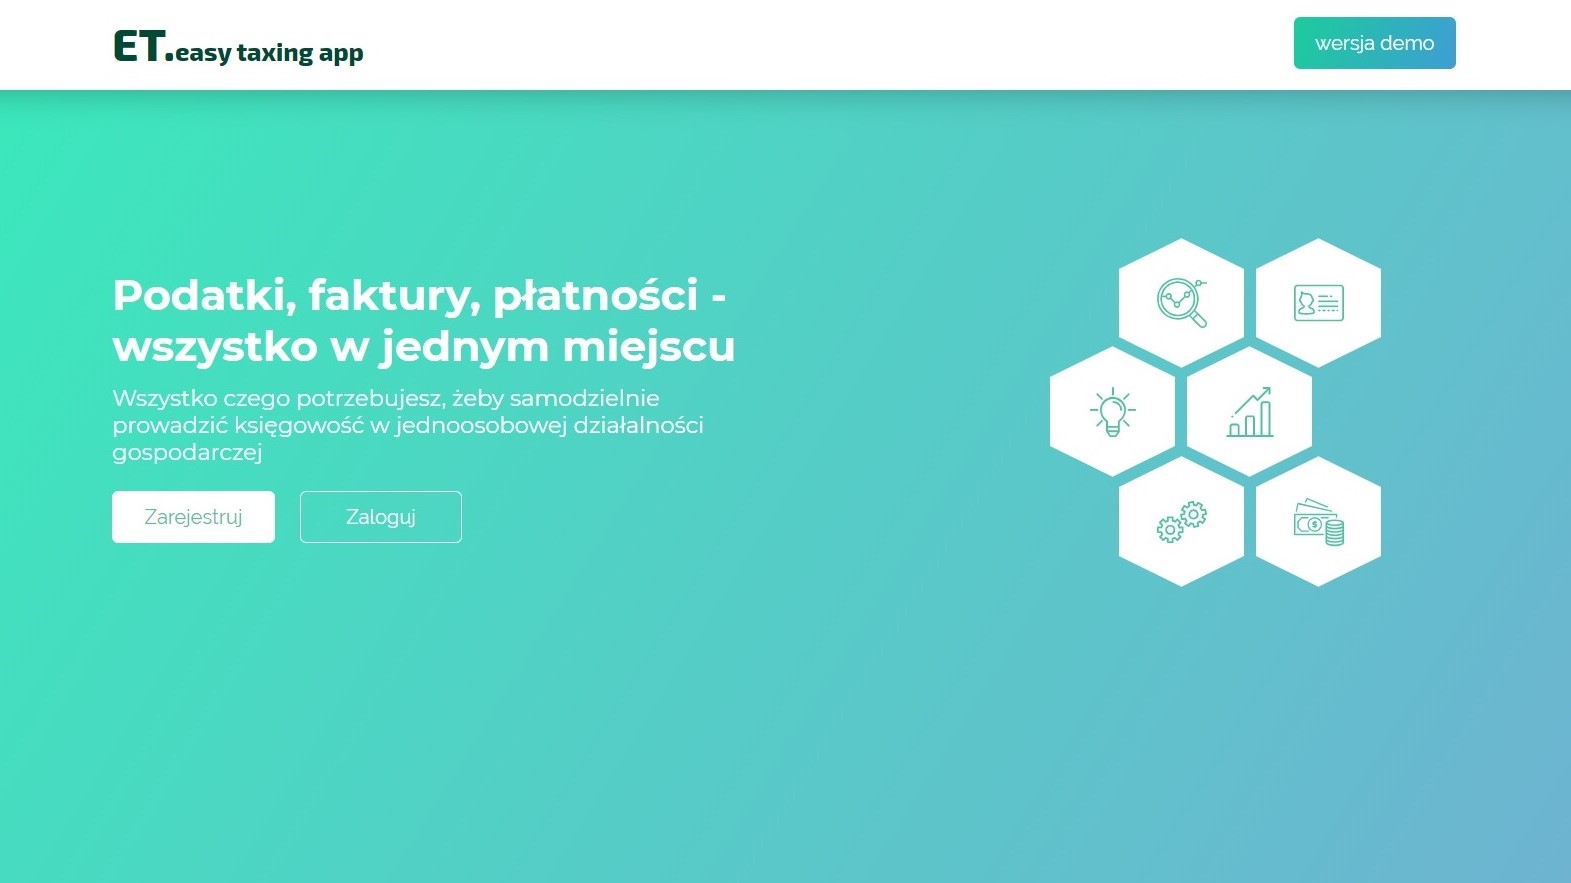 ET.easy taxing app
wersja demo
Podatki, faktury, płatności -
wszystko w jednym miejscu
Wszystko czego potrzebujesz, żeby samodzielnie
prowadzić księgowość w jednoosobowej działalności
gospodarczej
Zarejestruj
Zaloguj
$